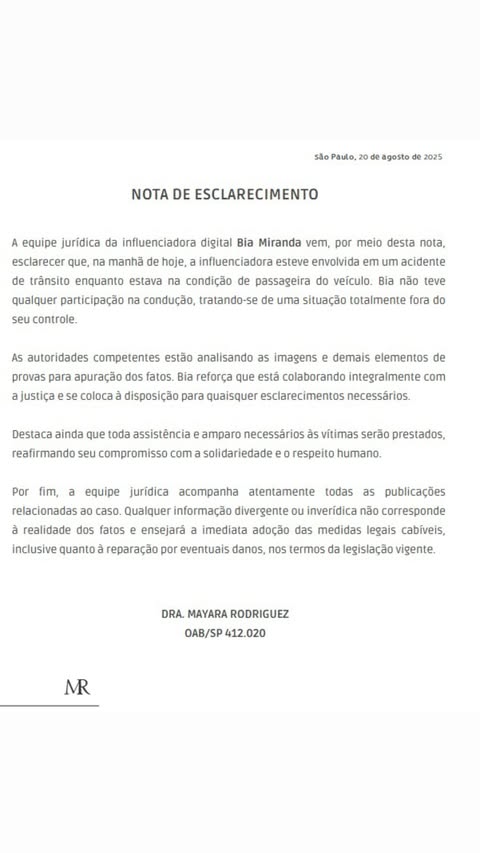 São Paulo, 20 de agosto de 2025
NOTA DE ESCLARECIMENTO
A equipe jurídica da influenciadora digital Bia Miranda vem, por meio desta nota,
esclarecer que, na manhã de hoje, a influenciadora esteve envolvida em um acidente
de trânsito enquanto estava na condição de passageira do veículo. Bia não teve
qualquer participação na condução, tratando-se de uma situação totalmente fora do
seu controle.
As autoridades competentes estão analisando as imagens e demais elementos de
provas para apuração dos fatos. Bia reforça que está colaborando integralmente com
a justiça e se coloca à disposição para quaisquer esclarecimentos necessários.
Destaca ainda que toda assistência e amparo necessários às vítimas serão prestados,
reafirmando seu compromisso com a solidariedade e o respeito humano.
Por fim, a equipe jurídica acompanha atentamente todas as publicações
relacionadas ao caso. Qualquer informação divergente ou inverídica não corresponde
à realidade dos fatos e ensejará a imediata adoção das medidas legais cabíveis,
inclusive quanto à reparação por eventuais danos, nos termos da legislação vigente.
DRA. MAYARA RODRIGUEZ
OAB/SP 412.020
MR